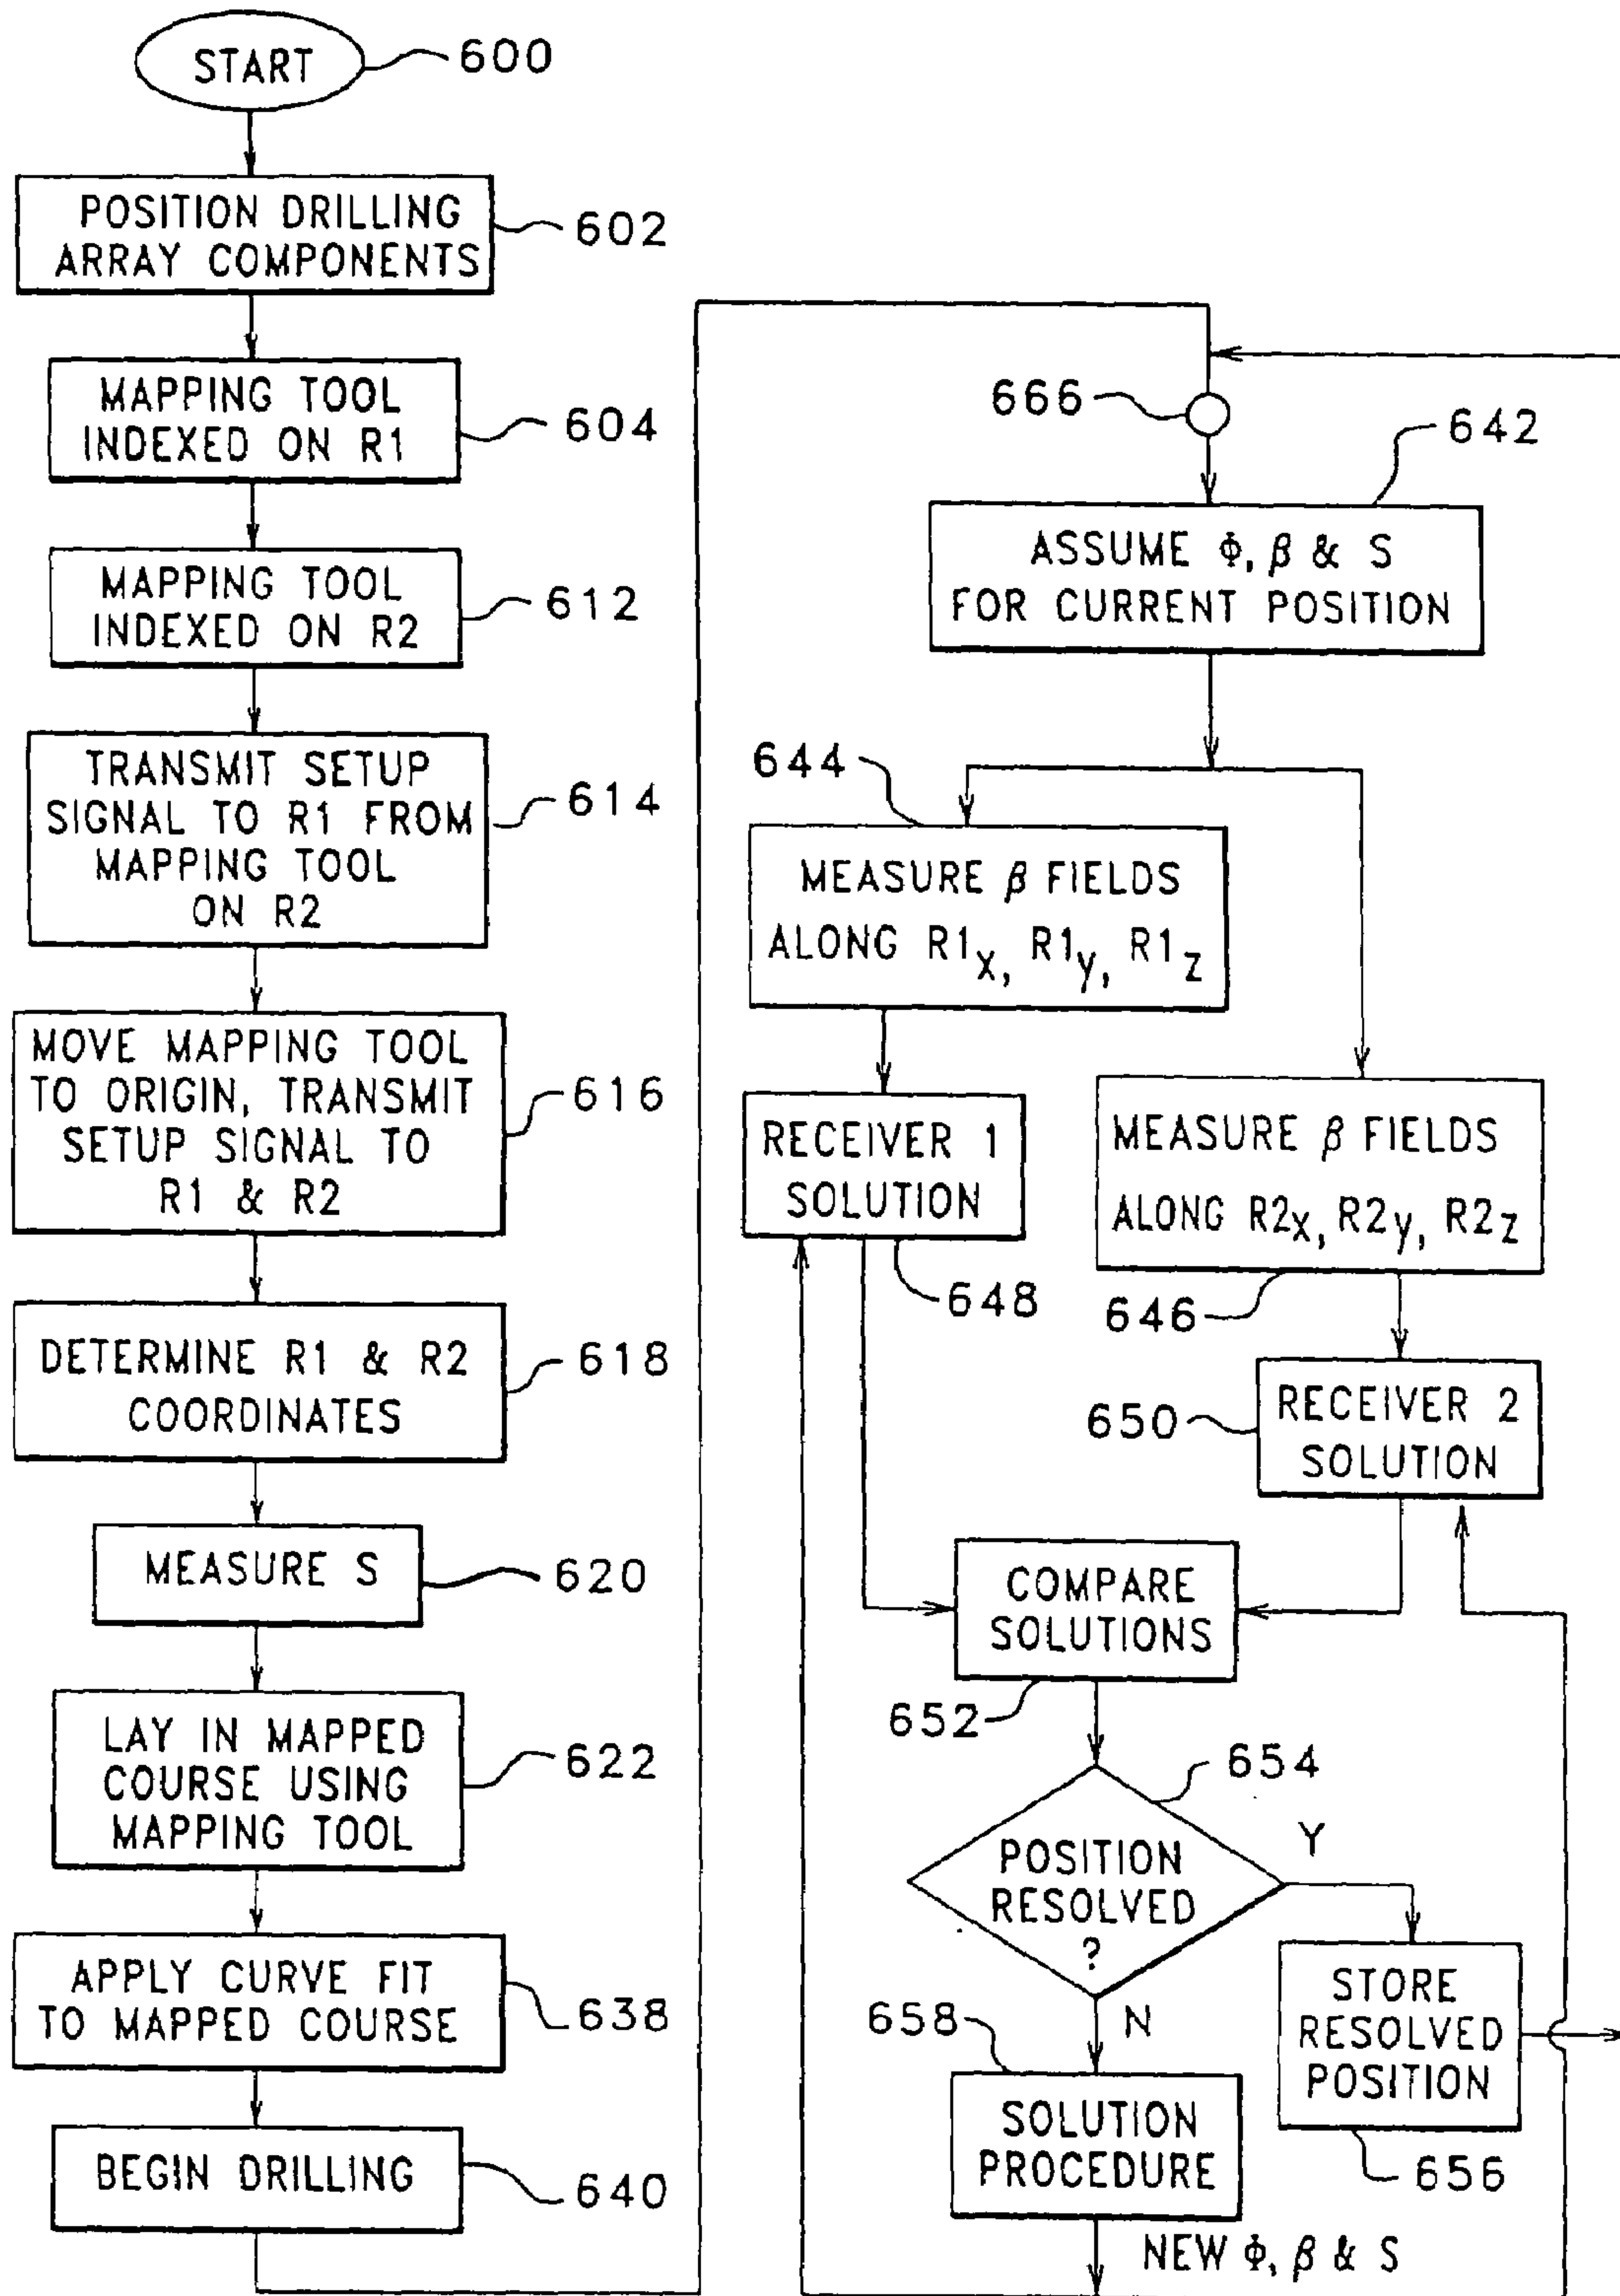 START
600
POSITION DRILLING
ARRAY COMPONENTS
602
MAPPING TOOL
INDEXED ON R1
604
MAPPING TOOL
INDEXED ON R2
612
TRANSMIT SETUP
SIGNAL TO R1 FROM
MAPPING TOOL
ON R2
614
MOVE MAPPING TOOL
TO ORIGIN, TRANSMIT
SETUP SIGNAL TO
R1 & R2
616
DETERMINE R1 & R2
COORDINATES
618
MEASURE S
620
LAY IN MAPPED
COURSE USING
MAPPING TOOL
622
APPLY CURVE FIT
TO MAPPED COURSE
638
BEGIN DRILLING
640
666
642
ASSUME Φ, β & S
FOR CURRENT POSITION
644
MEASURE β FIELDS
ALONG R1x, R1y, R1z
RECEIVER 1
SOLUTION
648
MEASURE β FIELDS
ALONG R2x, R2y, R2z
646
650
RECEIVER 2
SOLUTION
COMPARE
SOLUTIONS
652
654
POSITION
RESOLVED
?
Y
N
STORE
RESOLVED
POSITION
656
658
SOLUTION
PROCEDURE
NEW Φ, β & S